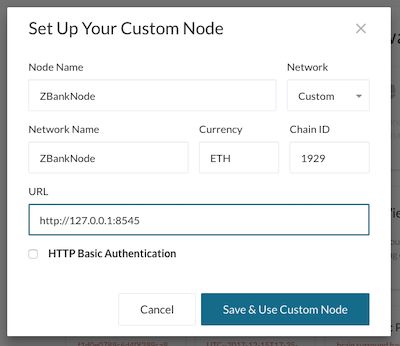 Set Up Your Custom Node
Node Name
Network
ZBankNode
Custom
Network Name
Currency
Chain ID
ZBankNode
ETH
1929
URL
http://127.0.0.1:8545
HTTP Basic Authentication
Cancel
Save & Use Custom Node